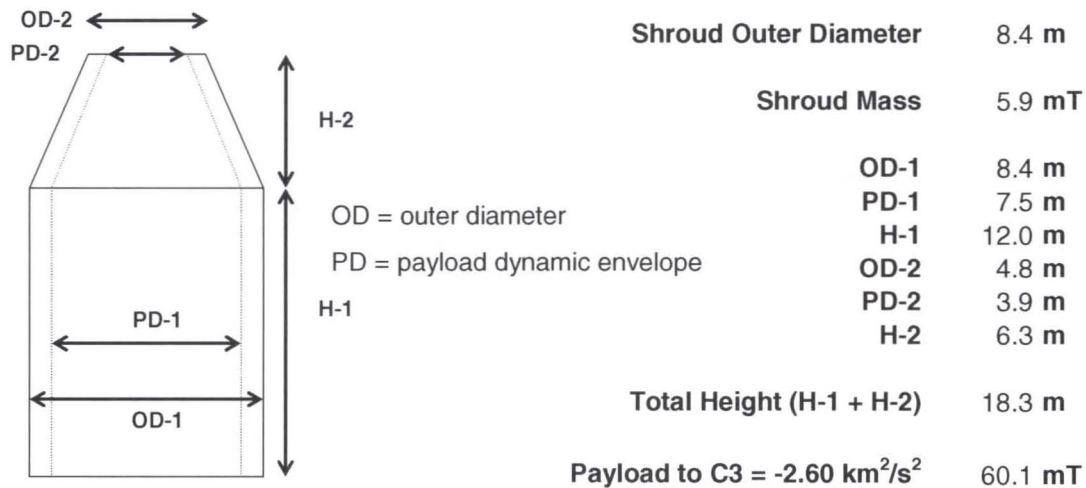 OD-2
PD-2
H-2
OD = outer diameter
PD = payload dynamic envelope
H-1
PD-1
OD-1
Shroud Outer Diameter 8.4 m
Shroud Mass 5.9 mT
OD-1 8.4 m
PD-1 7.5 m
H-1 12.0 m
OD-2 4.8 m
PD-2 3.9 m
H-2 6.3 m
Total Height (H-1 + H-2) 18.3 m
Payload to C3 = -2.60 km²/s² 60.1 mT